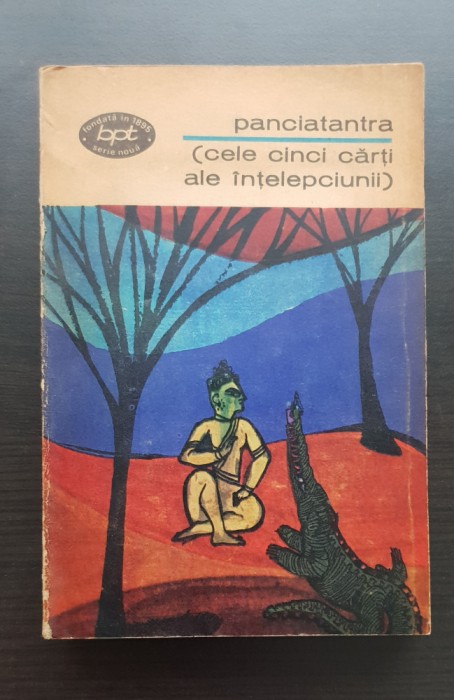 fondată în 1895
bpt
serie nouă
panciatantra
(cele cinci cărți
ale înțelepciunii)